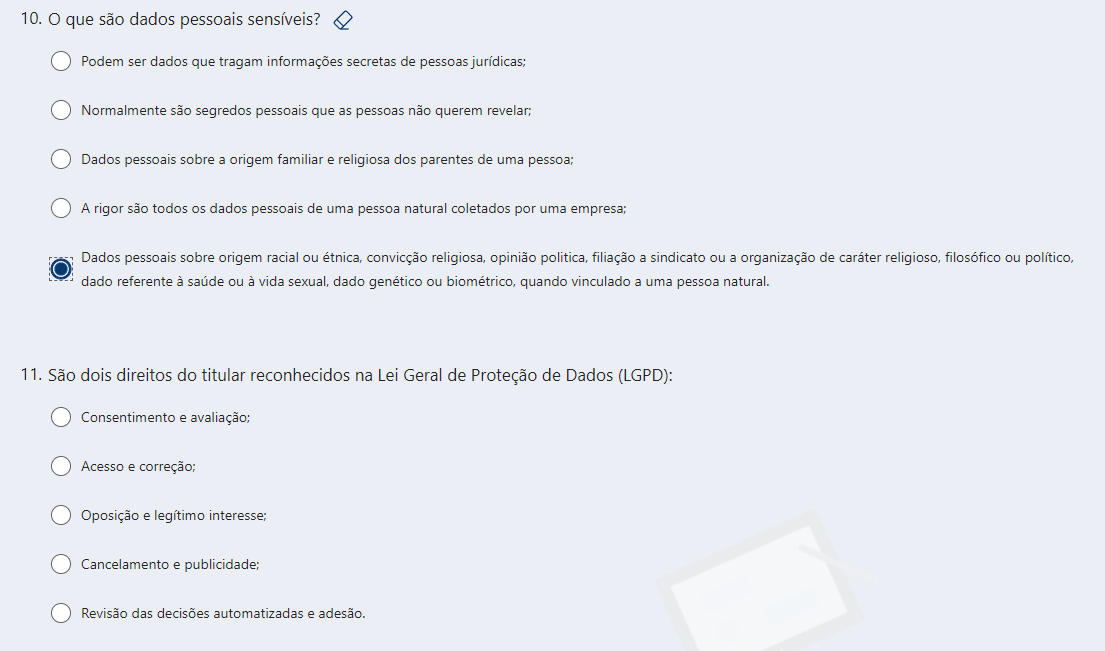 10. O que são dados pessoais sensíveis?
Podem ser dados que tragam informações secretas de pessoas jurídicas;
Normalmente são segredos pessoais que as pessoas não querem revelar;
Dados pessoais sobre a origem familiar e religiosa dos parentes de uma pessoa;
A rigor são todos os dados pessoais de uma pessoa natural coletados por uma empresa;
Dados pessoais sobre origem racial ou étnica, convicção religiosa, opinião politica, filiação a sindicato ou a organização de caráter religioso, filosófico ou político,
dado referente à saúde ou à vida sexual, dado genético ou biométrico, quando vinculado a uma pessoa natural.
11. São dois direitos do titular reconhecidos na Lei Geral de Proteção de Dados (LGPD):
Consentimento e avaliação;
Acesso e correção;
Oposição e legítimo interesse;
Cancelamento e publicidade;
Revisão das decisões automatizadas e adesão.